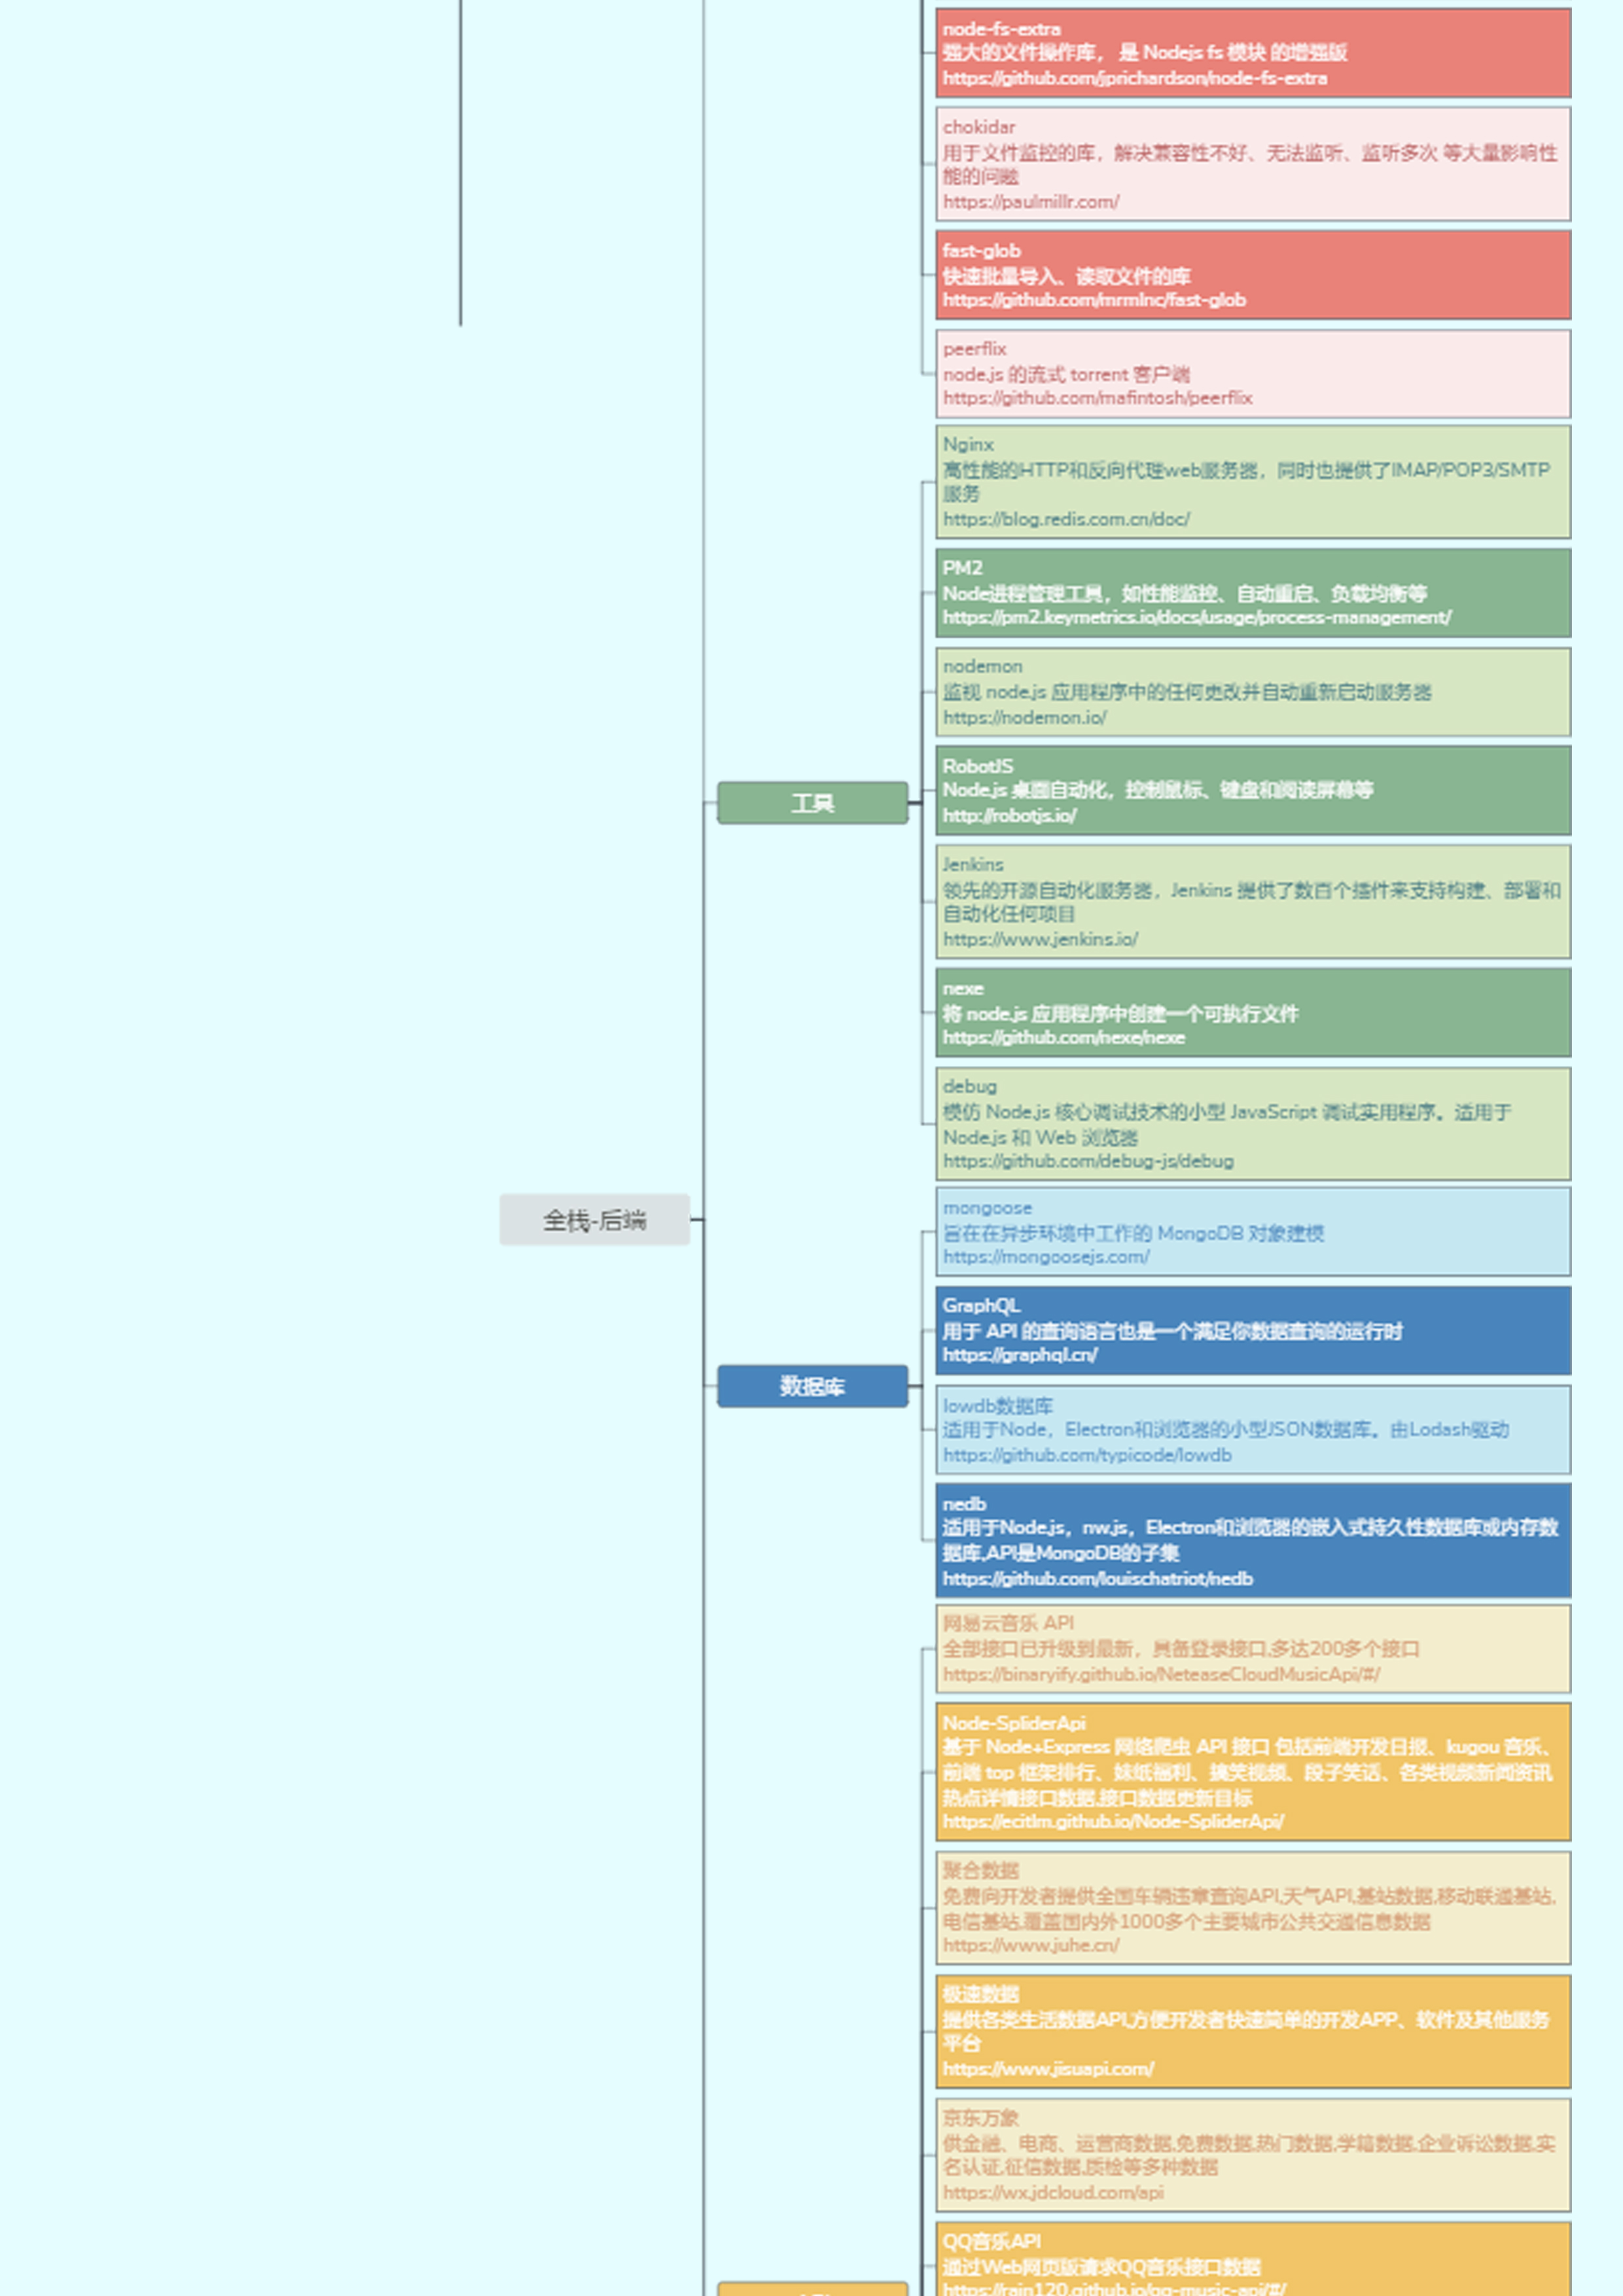 node-fs-extra
强大的文件操作库， 是 Nodejs fs 模块 的增强版
https://github.com/jprichardson/node-fs-extra
chokidar
用于文件监控的库，解决兼容性不好、无法监听、监听多次 等大量影响性
能的问题
https://paulmillr.com/
fast-glob
快速批量导入、读取文件的库
https://github.com/mrmlnc/fast-glob
peerflix
node.js 的流式 torrent 客户端
https://github.com/mafintosh/peerflix
Nginx
高性能的HTTP和反向代理web服务器，同时也提供了IMAP/POP3/SMTP
服务
https://blog.redis.com.cn/doc/
PM2
Node进程管理工具，如性能监控、自动重启、负载均衡等
https://pm2.keymetrics.io/docs/usage/process-management/
nodemon
监视 node.js 应用程序中的任何更改并自动重新启动服务器
https://nodemon.io/
RobotJS
Node.js 桌面自动化，控制鼠标、键盘和阅读屏幕等
http://robotjs.io/
工具
Jenkins
领先的开源自动化服务器，Jenkins 提供了数百个插件来支持构建、部署和
自动化任何项目
https://www.jenkins.io/
nexe
将 node.js 应用程序中创建一个可执行文件
https://github.com/nexe/nexe
debug
模仿 Node.js 核心调试技术的小型 JavaScript 调试实用程序。适用于
Node.js 和 Web 浏览器
https://github.com/debug-js/debug
全栈-后端
mongoose
旨在在异步环境中工作的 MongoDB 对象建模
https://mongoosejs.com/
GraphQL
用于 API 的查询语言也是一个满足你数据查询的运行时
https://graphql.cn/
数据库
lowdb数据库
适用于Node，Electron和浏览器的小型JSON数据库。由Lodash驱动
https://github.com/typicode/lowdb
nedb
适用于Node.js，nw.js，Electron和浏览器的嵌入式持久性数据库或内存数
据库,API是MongoDB的子集
https://github.com/louischatriot/nedb
网易云音乐 API
全部接口已升级到最新，具备登录接口,多达200多个接口
https://binaryify.github.io/NeteaseCloudMusicApi/#/
Node-SpliderApi
基于 Node+Express 网络爬虫 API 接口 包括前端开发日报、kugou 音乐、
前端 top 框架排行、妹纸福利、搞笑视频、段子笑话、各类视频新闻资讯
热点详情接口数据,接口数据更新目标
https://ecitlm.github.io/Node-SpliderApi/
聚合数据
免费向开发者提供全国车辆违章查询API,天气API,基站数据,移动联通基站,
电信基站,覆盖国内外1000多个主要城市公共交通信息数据
https://www.juhe.cn/
极速数据
提供各类生活数据API,方便开发者快速简单的开发APP、软件及其他服务
平台
https://www.jisuapi.com/
京东万象
供金融、电商、运营商数据,免费数据,热门数据,学籍数据,企业诉讼数据,实
名认证,征信数据,质检等多种数据
https://wx.jdcloud.com/api
QQ音乐API
通过Web网页版请求QQ音乐接口数据
https://rain120.github.io/qq-music-api/#/